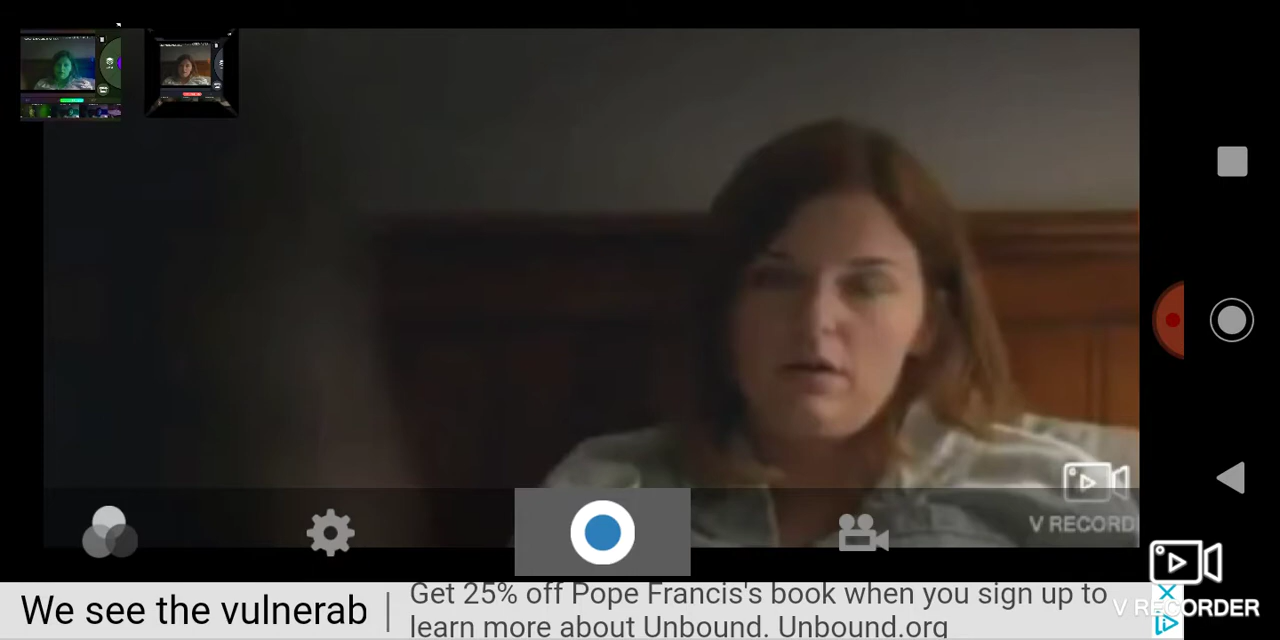 V RECORD
We see the vulnerab
Get 25% off Pope Francis's book when you sign up to
learn more about Unbound. Unbound.org
V RECORDER